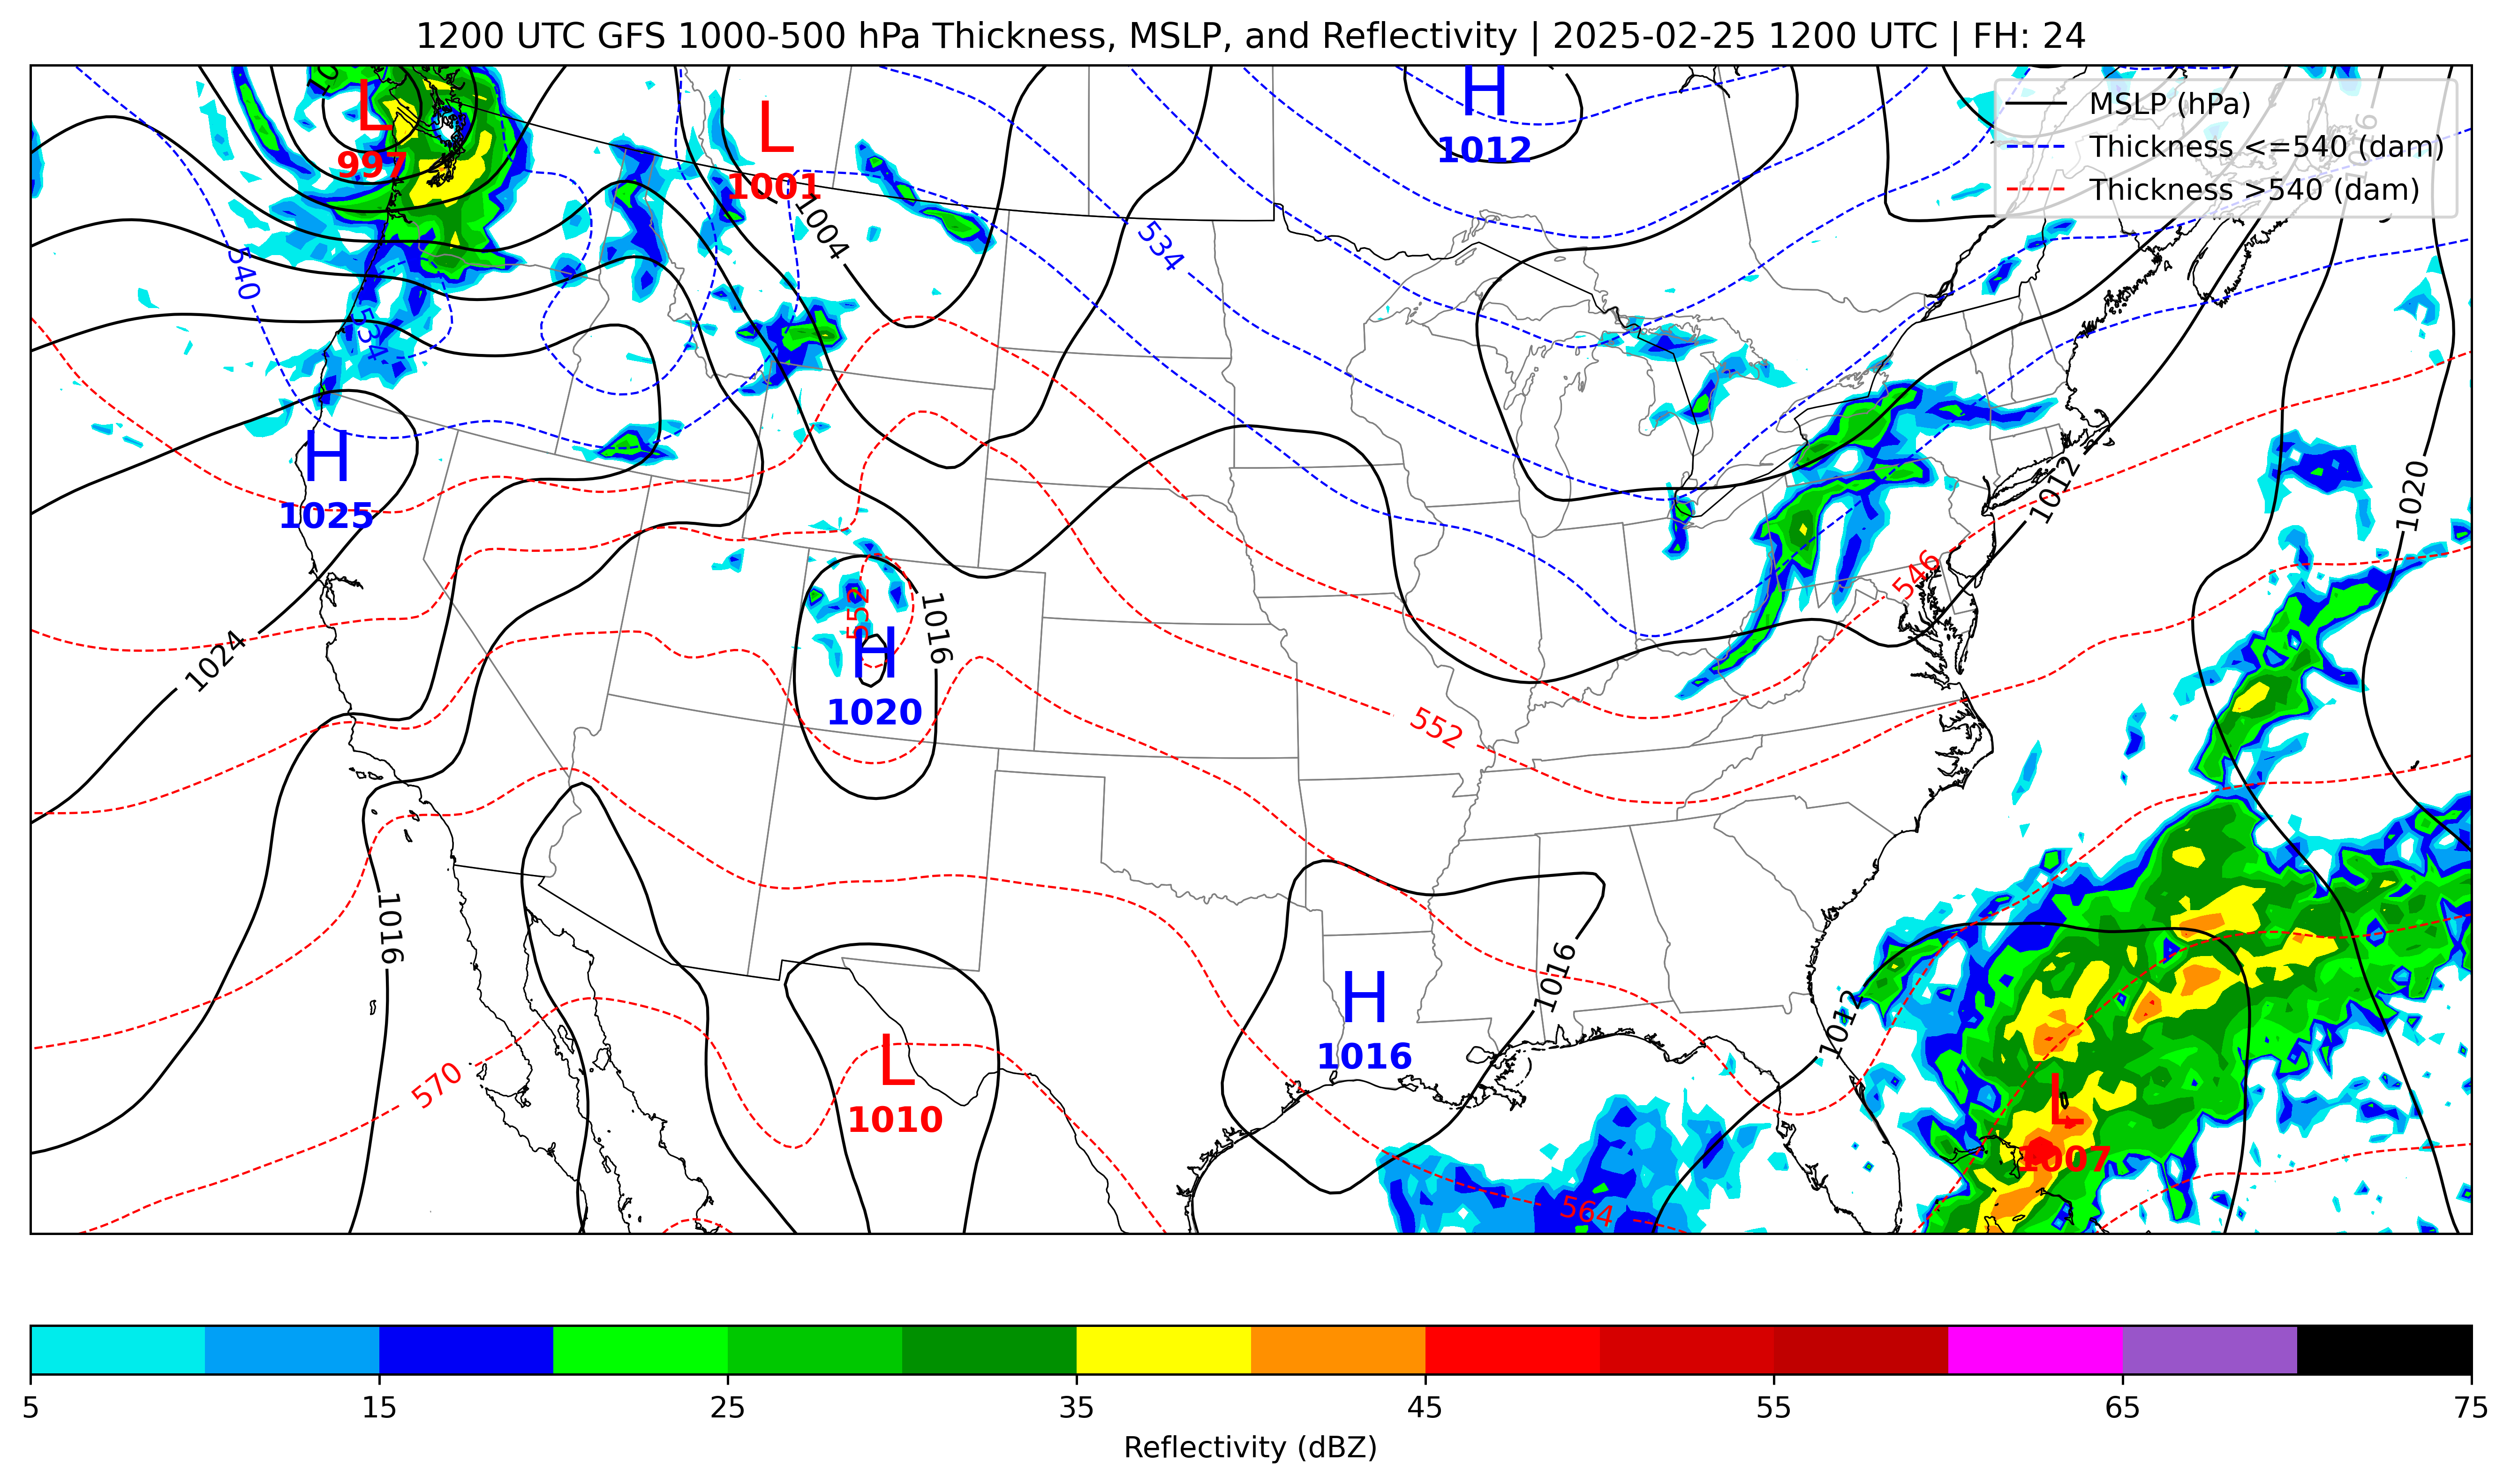 1200 UTC GFS 1000-500 hPa Thickness, MSLP, and Reflectivity | 2025-02-25 1200 UTC | FH: 24
MSLP (hPa)
Thickness <=540 (dam)
Thickness >540 (dam)
L
997
L
1001
H
1012
1004
540
534
534
H
1025
1012
1020
546
552
1016
H
1020
1024
552
1016
H
1016
1016
1012
L
1010
570
L
1007
564
5
15
25
35
45
55
65
75
Reflectivity (dBZ)